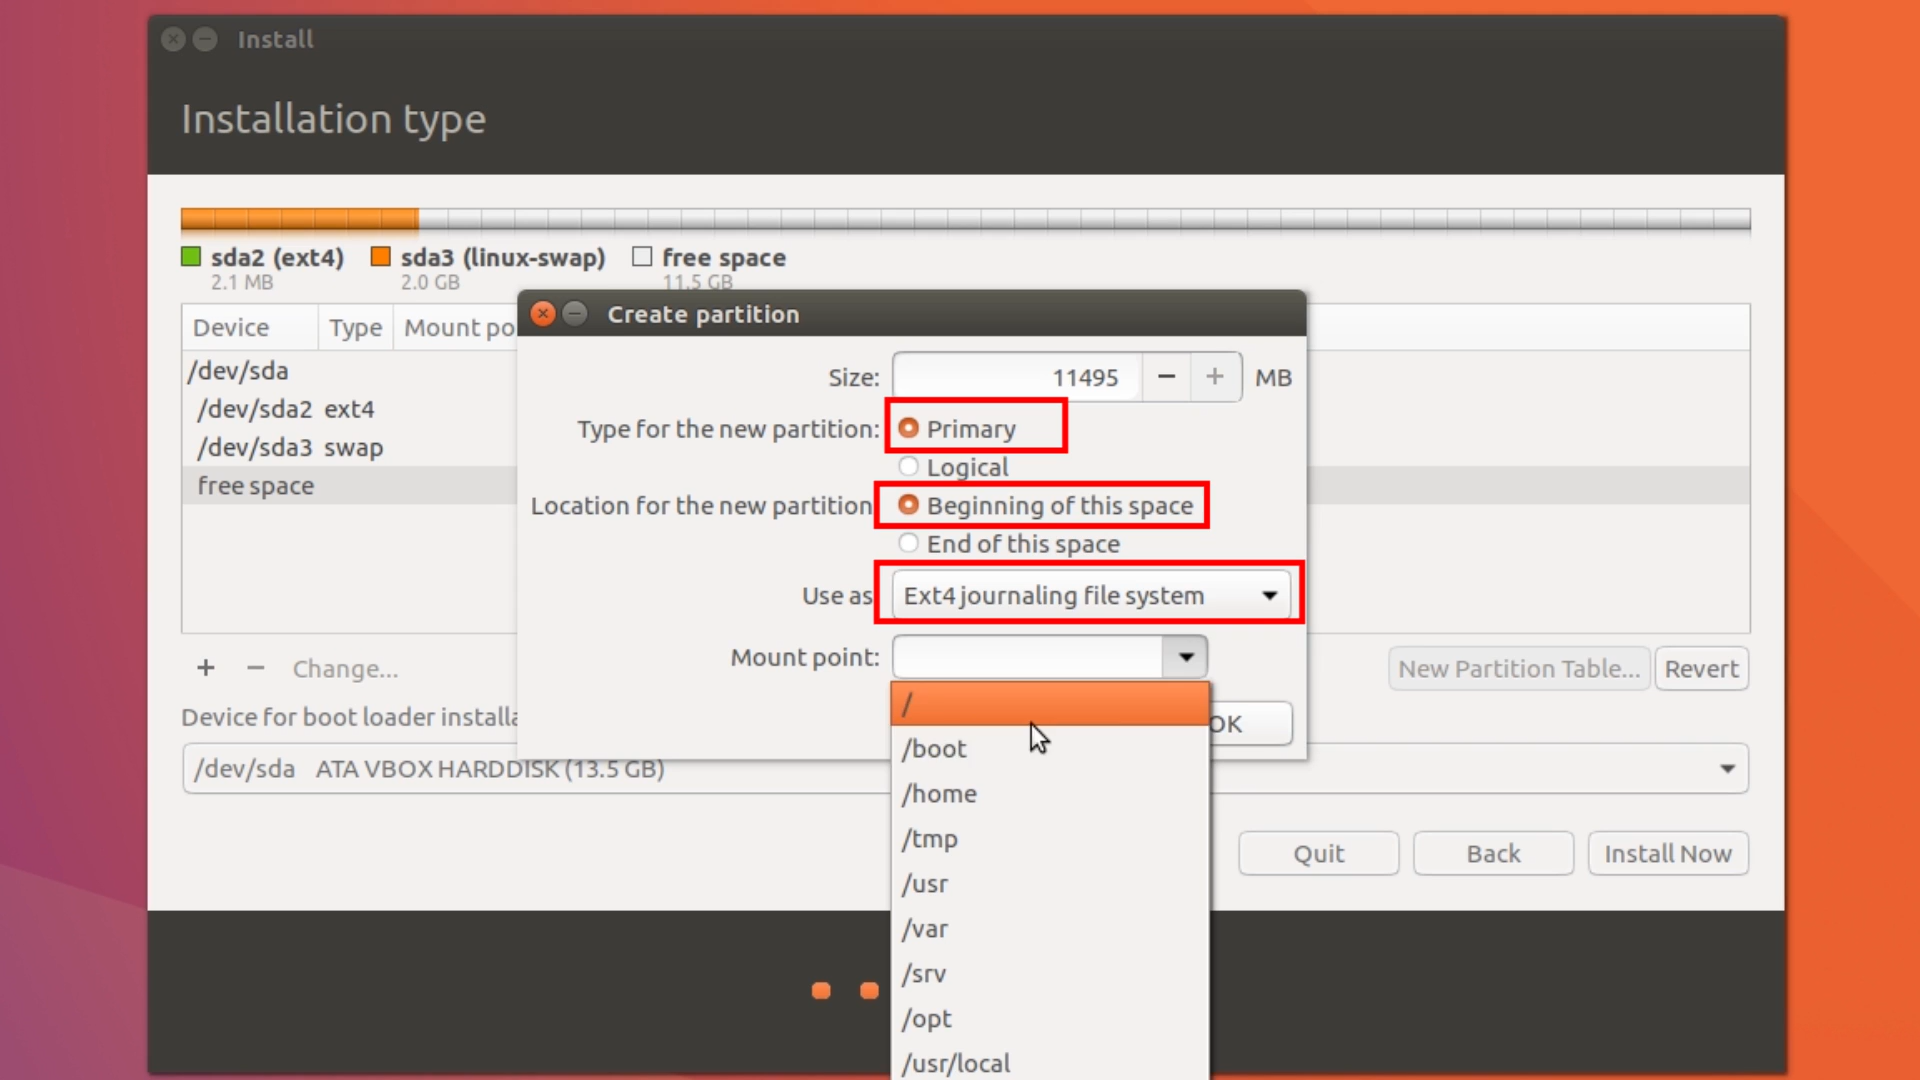 Install
Installation type
sda2 (ext4) sda3 (linux-swap) free space
2.1 MB 2.0 GB 11.5 GB
Create partition
Device Type Mount po
Size: 11495 − + MB
/dev/sda
/dev/sda2 ext4
Type for the new partition: Primary
/dev/sda3 swap
Logical
free space
Location for the new partition Beginning of this space
End of this space
Use as Ext4 journaling file system
Mount point:
+ − Change... New Partition Table... Revert
/
Device for boot loader installa
OK
/boot
/dev/sda ATA VBOX HARDDISK (13.5 GB)
/home
/tmp
Quit Back Install Now
/usr
/var
/srv
/opt
/usr/local